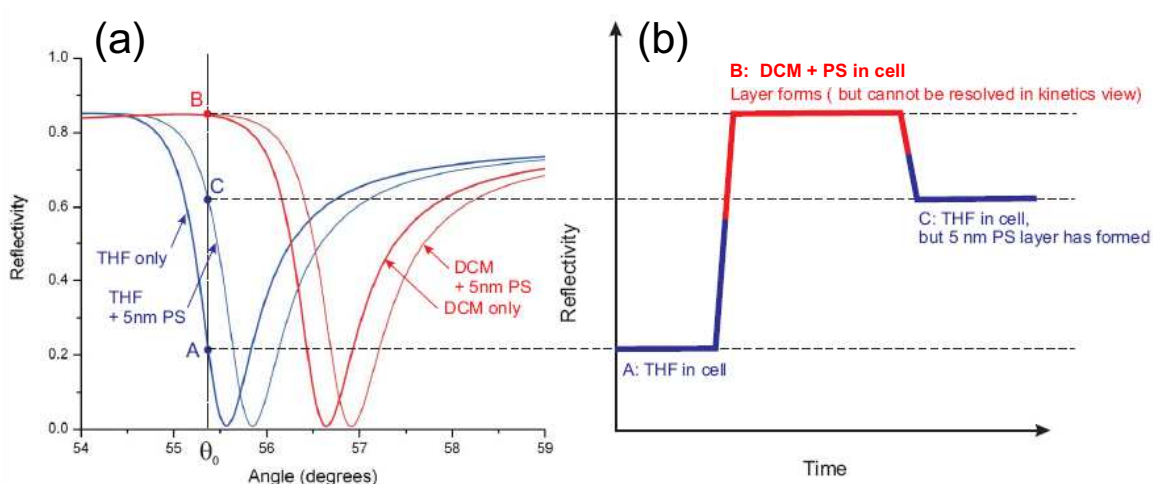 (a)
1.0
0.8
0.6
0.4
0.2
0.0
Reflectivity
B
C
A
THF only
THF
+ 5nm PS
DCM
+ 5nm PS
DCM only
54
55
θ0
56
57
58
59
Angle (degrees)
(b)
B: DCM + PS in cell
Layer forms ( but cannot be resolved in kinetics view)
C: THF in cell,
but 5 nm PS layer has formed
A: THF in cell
Reflectivity
Time